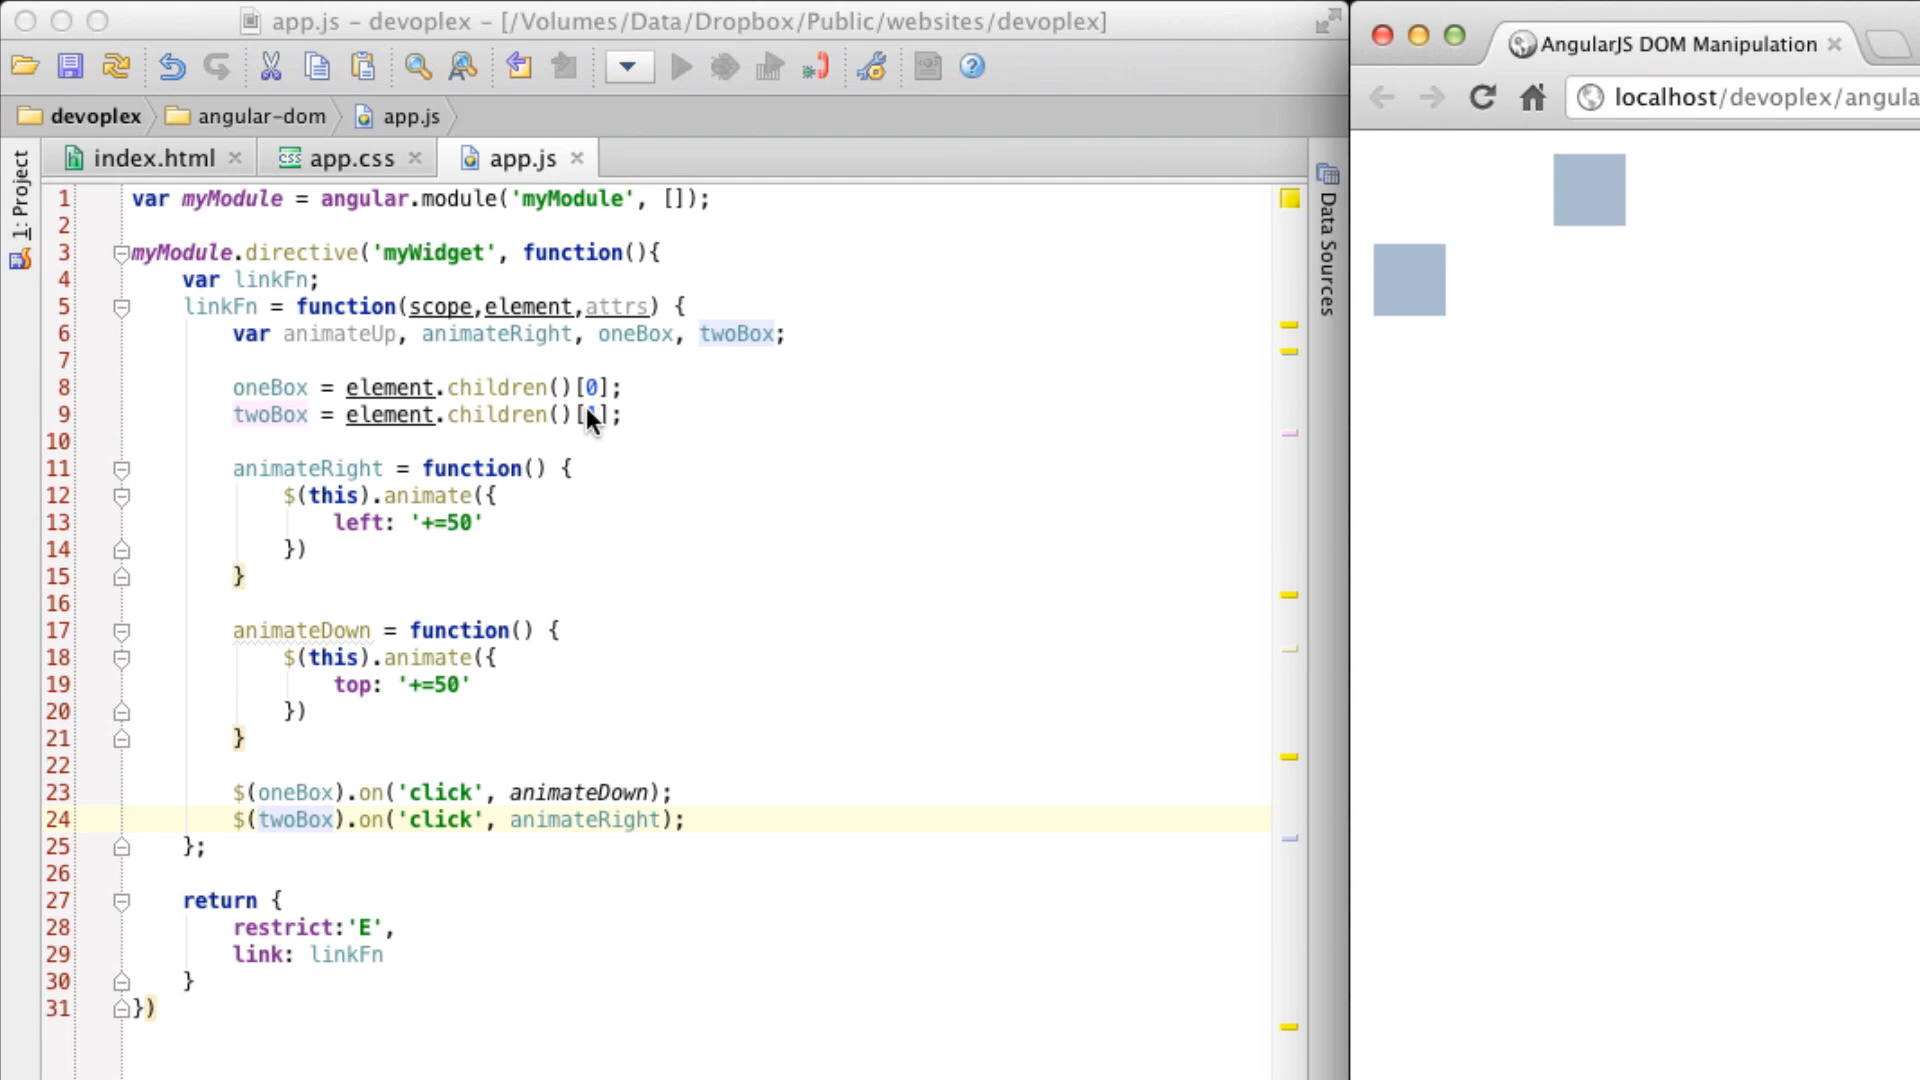 app.js – devoplex – [/Volumes/Data/Dropbox/Public/websites/devoplex]
devoplex
angular-dom
app.js
index.html
css
app.css
app.js
1: Project
Data Sources
1 var myModule = angular.module('myModule', []);
2
3 myModule.directive('myWidget', function(){
4 var linkFn;
5 linkFn = function(scope,element,attrs) {
6 var animateUp, animateRight, oneBox, twoBox;
7
8 oneBox = element.children()[0];
9 twoBox = element.children()[1];
10
11 animateRight = function() {
12 $(this).animate({
13 left: '+=50'
14 })
15 }
16
17 animateDown = function() {
18 $(this).animate({
19 top: '+=50'
20 })
21 }
22
23 $(oneBox).on('click', animateDown);
24 $(twoBox).on('click', animateRight);
25 };
26
27 return {
28 restrict:'E',
29 link: linkFn
30 }
31 })
AngularJS DOM Manipulation
localhost/devoplex/angula